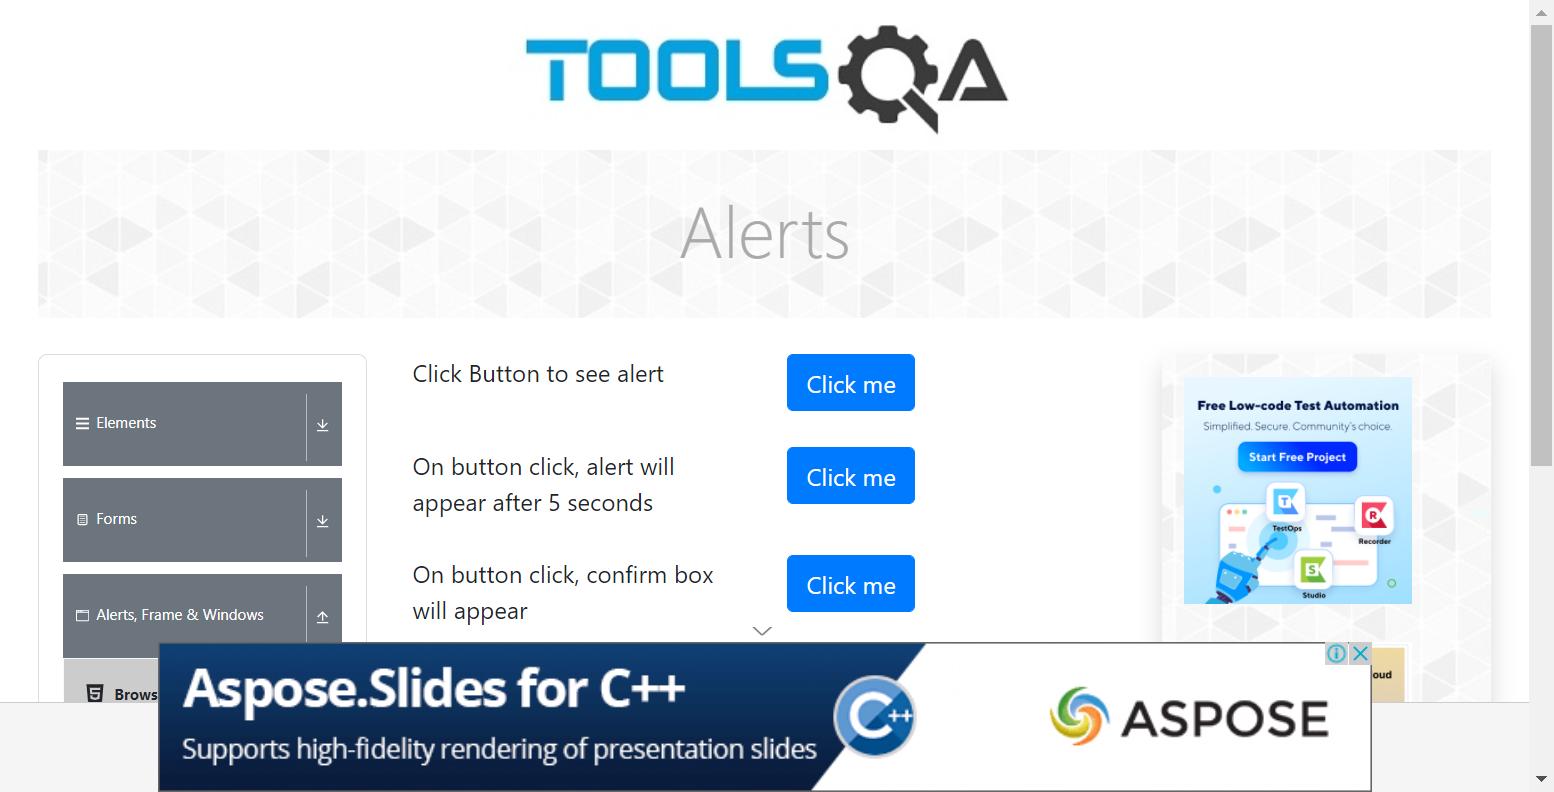 TOOLSQA
Alerts
Elements
Forms
Alerts, Frame & Windows
Brows
Click Button to see alert
Click me
On button click, alert will
appear after 5 seconds
Click me
On button click, confirm box
will appear
Click me
Free Low-code Test Automation
Simplified. Secure. Community's choice.
Start Free Project
T
TestOps
R
Recorder
S
Studio
oud
Aspose.Slides for C++
Supports high-fidelity rendering of presentation slides
C++
ASPOSE